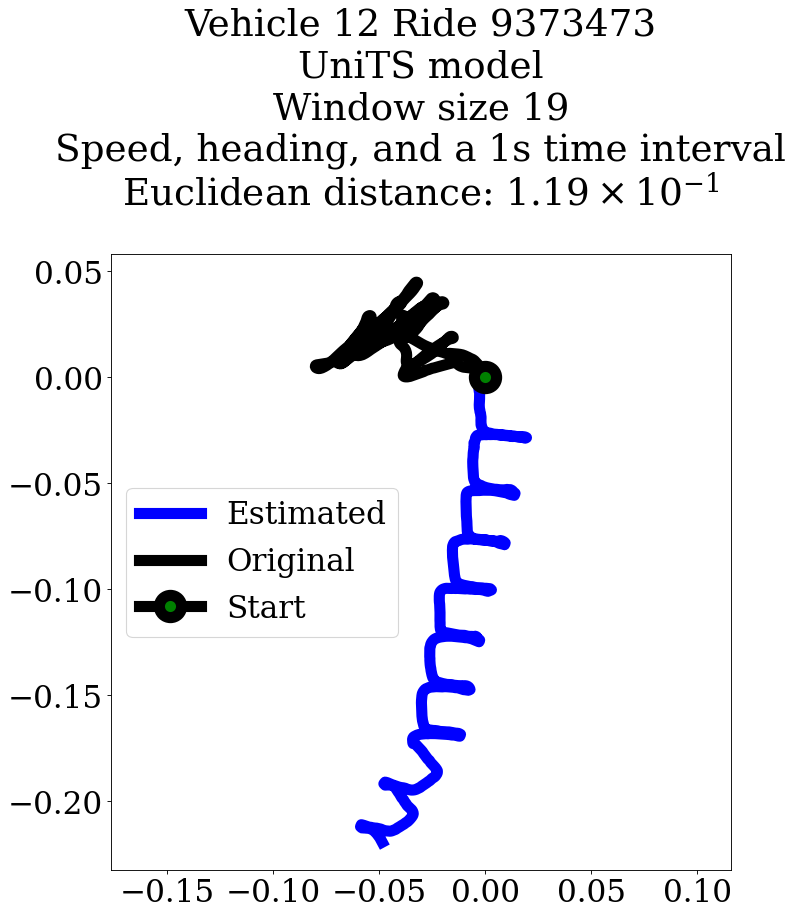 Vehicle 12 Ride 9373473
UniTS model
Window size 19
Speed, heading, and a 1s time interval
Euclidean distance: 1.19 × 10⁻¹
0.05
0.00
−0.05
−0.10
−0.15
−0.20
Estimated
Original
Start
−0.15 −0.10 −0.05 0.00 0.05 0.10